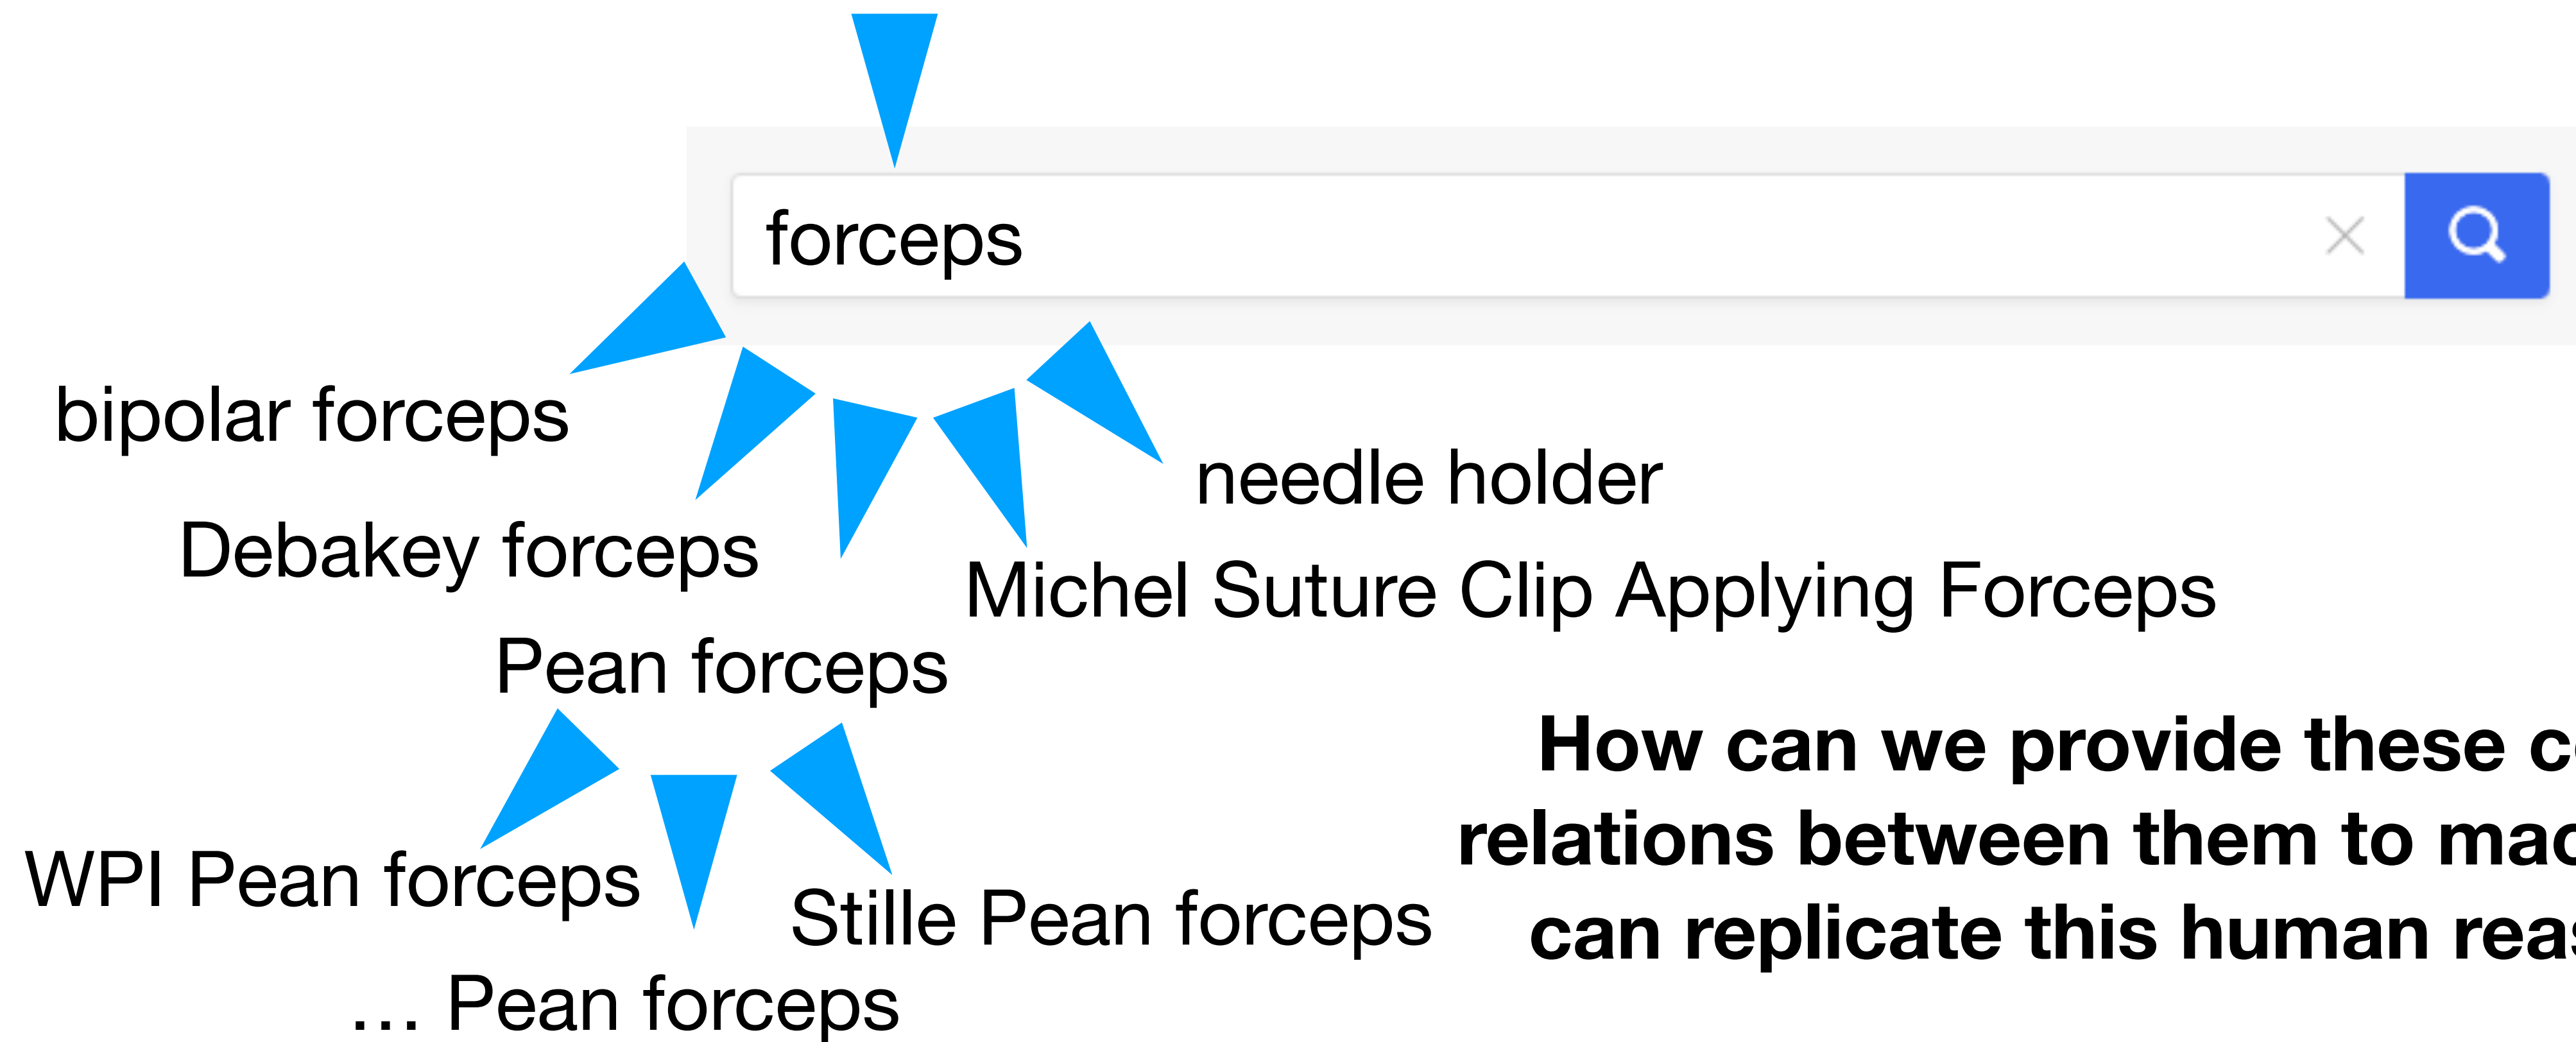 forceps
bipolar forceps
needle holder
Debakey forceps
Michel Suture Clip Applying Forceps
Pean forceps
How can we provide these
relations between them to
can replicate this human
WPI Pean forceps
Stille Pean forceps
… Pean forceps